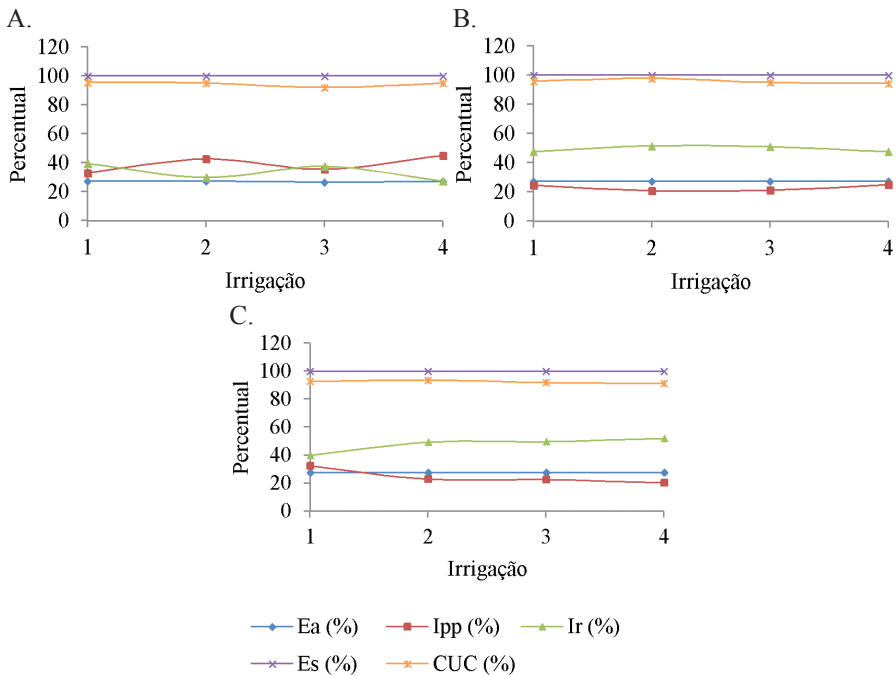 A.
120
100
80
60
40
20
0
Percentual
1 2 3 4
Irrigação
B.
120
100
80
60
40
20
0
Percentual
1 2 3 4
Irrigação
C.
120
100
80
60
40
20
0
Percentual
1 2 3 4
Irrigação
Ea (%) Ipp (%) Ir (%)
Es (%) CUC (%)